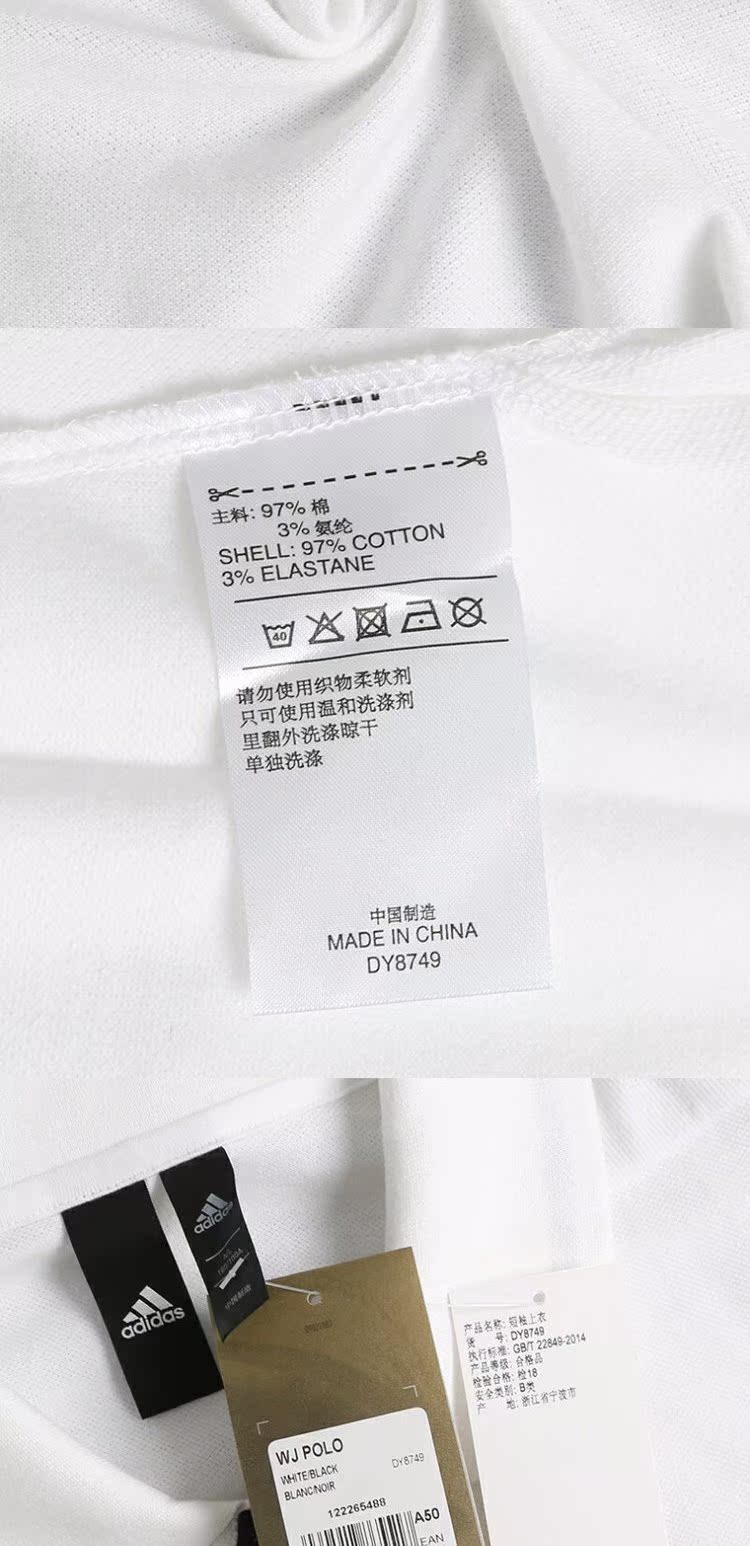 主料: 97% 棉
3% 氨纶
SHELL: 97% COTTON
3% ELASTANE
40
请勿使用织物柔软剂
只可使用温和洗涤剂
里翻外洗涤晾干
单独洗涤
中国制造
MADE IN CHINA
DY8749
adidas
adidas
中国制造
WJ POLO
DY8749
WHITE/BLACK
BLANC/NOIR
122265488
A50
EAN
产品名称: 短袖上衣
货 号: DY8749
执行标准: GB/T 22849-2014
产品等级: 合格品
检验合格: 检18
安全类别: B类
产 地: 浙江省宁波市